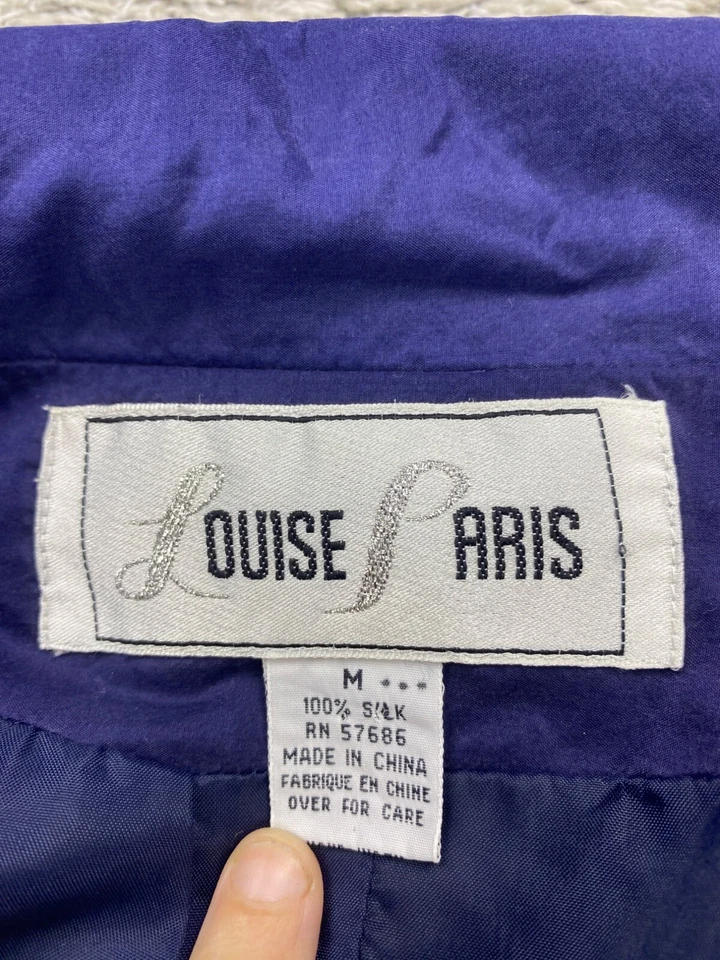 LOUISE PARIS
M ...
100% SILK
RN 57686
MADE IN CHINA
FABRIQUE EN CHINE
OVER FOR CARE